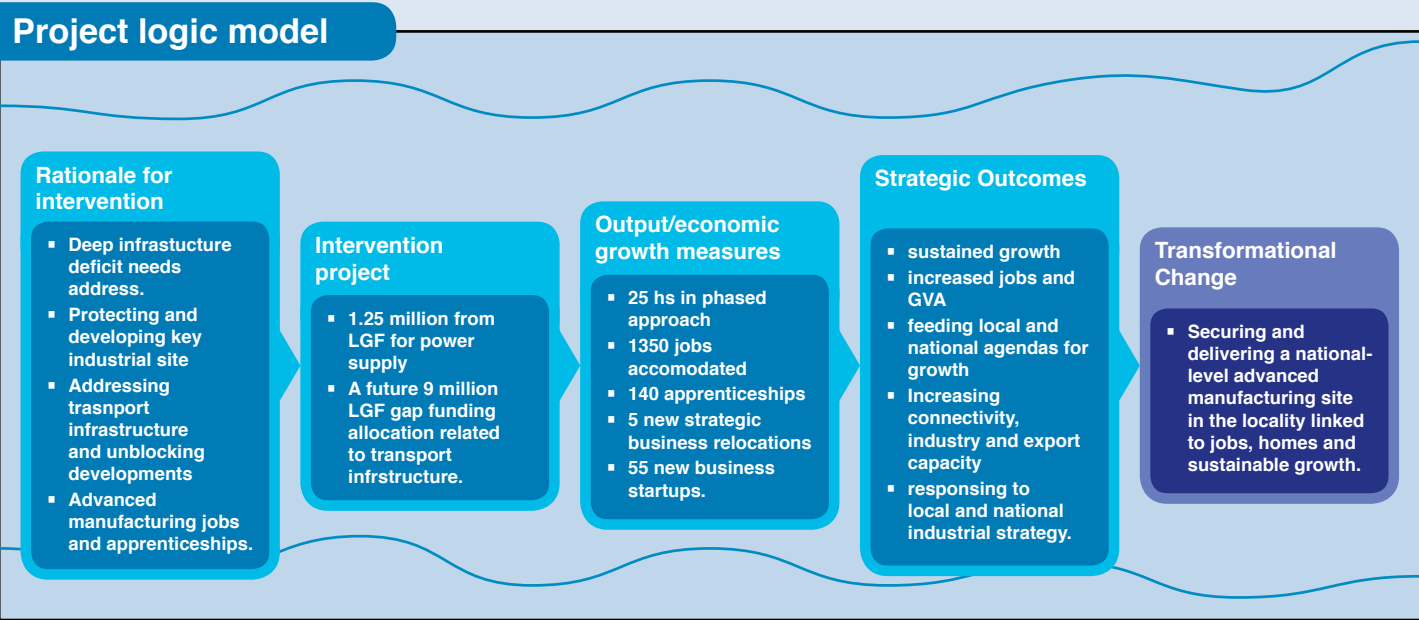 Project logic model
Rationale for
intervention
▪ Deep infrastucture
deficit needs
address.
▪ Protecting and
developing key
industrial site
▪ Addressing
trasnport
infrastructure
and unblocking
developments
▪ Advanced
manufacturing jobs
and apprenticeships.
Intervention
project
▪ 1.25 million from
LGF for power
supply
▪ A future 9 million
LGF gap funding
allocation related
to transport
infrstructure.
Output/economic
growth measures
▪ 25 hs in phased
approach
▪ 1350 jobs
accomodated
▪ 140 apprenticeships
▪ 5 new strategic
business relocations
▪ 55 new business
startups.
Strategic Outcomes
▪ sustained growth
▪ increased jobs and
GVA
▪ feeding local and
national agendas for
growth
▪ Increasing
connectivity,
industry and export
capacity
▪ responsing to
local and national
industrial strategy.
Transformational
Change
▪ Securing and
delivering a national-
level advanced
manufacturing site
in the locality linked
to jobs, homes and
sustainable growth.